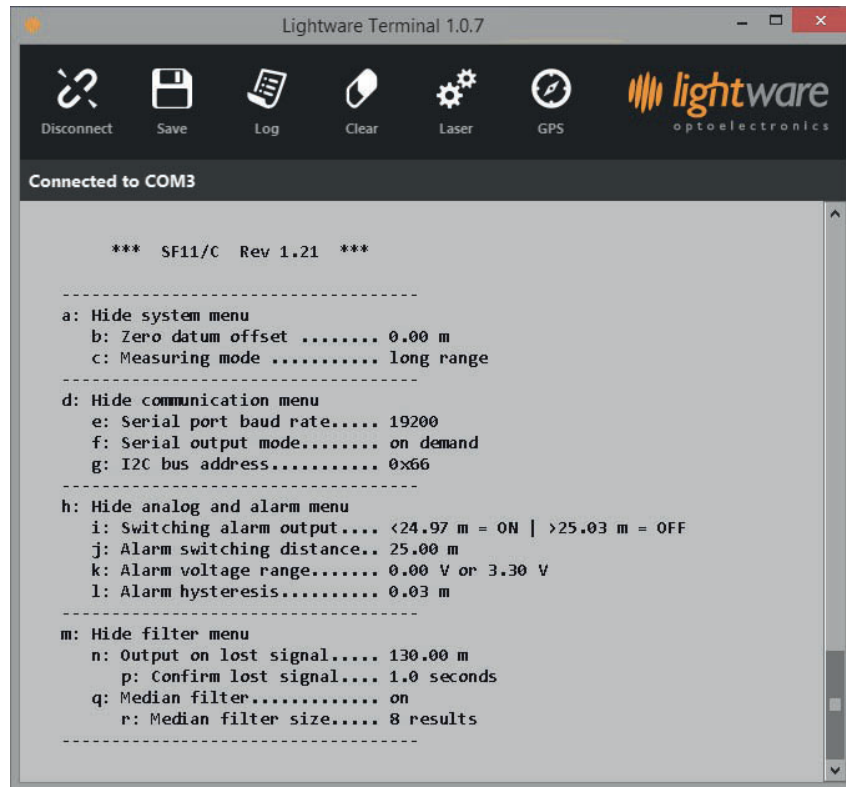 Lightware Terminal 1.0.7
Disconnect Save Log Clear Laser GPS
lightware
optoelectronics
Connected to COM3
*** SF11/C Rev 1.21 ***
------------------------------------
a: Hide system menu
b: Zero datum offset ........ 0.00 m
c: Measuring mode ........... long range
------------------------------------
d: Hide communication menu
e: Serial port baud rate..... 19200
f: Serial output mode........ on demand
g: I2C bus address........... 0x66
------------------------------------
h: Hide analog and alarm menu
i: Switching alarm output.... <24.97 m = ON | >25.03 m = OFF
j: Alarm switching distance.. 25.00 m
k: Alarm voltage range....... 0.00 V or 3.30 V
l: Alarm hysteresis.......... 0.03 m
------------------------------------
m: Hide filter menu
n: Output on lost signal..... 130.00 m
p: Confirm lost signal.... 1.0 seconds
q: Median filter............. on
r: Median filter size..... 8 results
------------------------------------